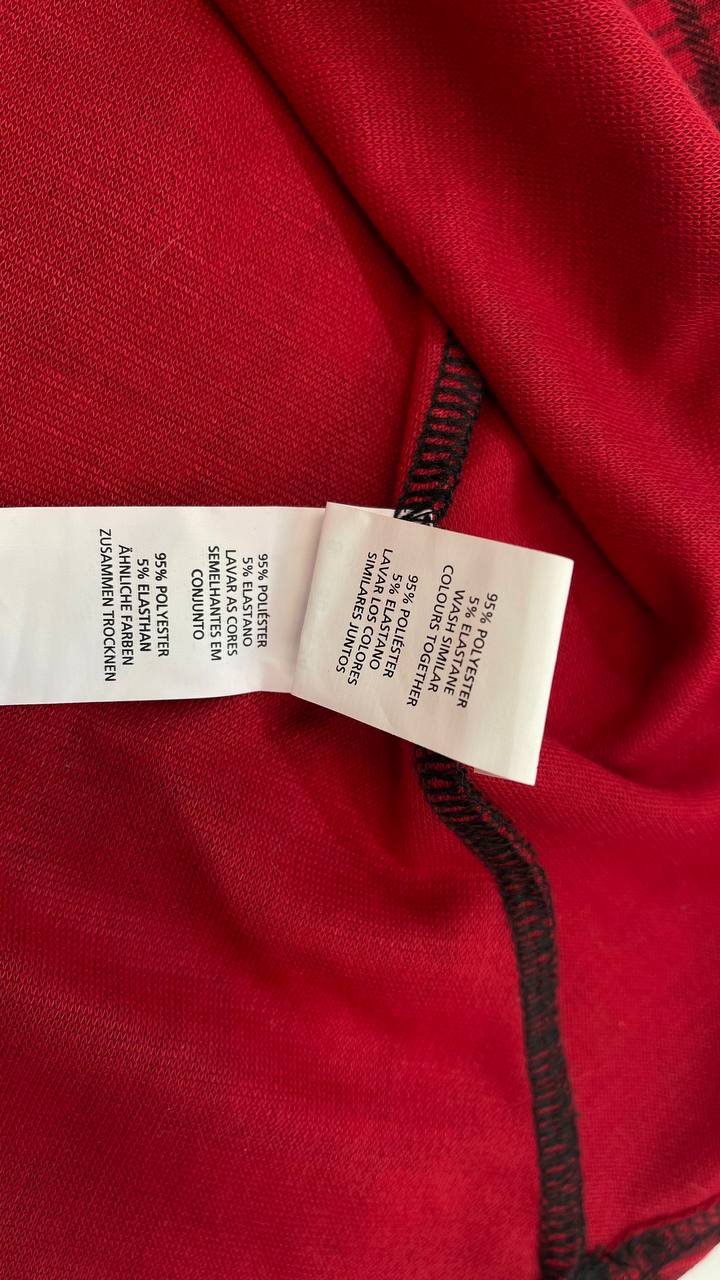 95% POLYESTER
5% ELASTANE
WASH SIMILAR
COLOURS TOGETHER
95% POLIÉSTER
5% ELASTANO
LAVAR LOS COLORES
SIMILARES JUNTOS
95% POLIÉSTER
5% ELASTANO
LAVAR AS CORES
SEMELHANTES EM
CONJUNTO
95% POLYESTER
5% ELASTHAN
ÄHNLICHE FARBEN
ZUSAMMEN TROCKNEN